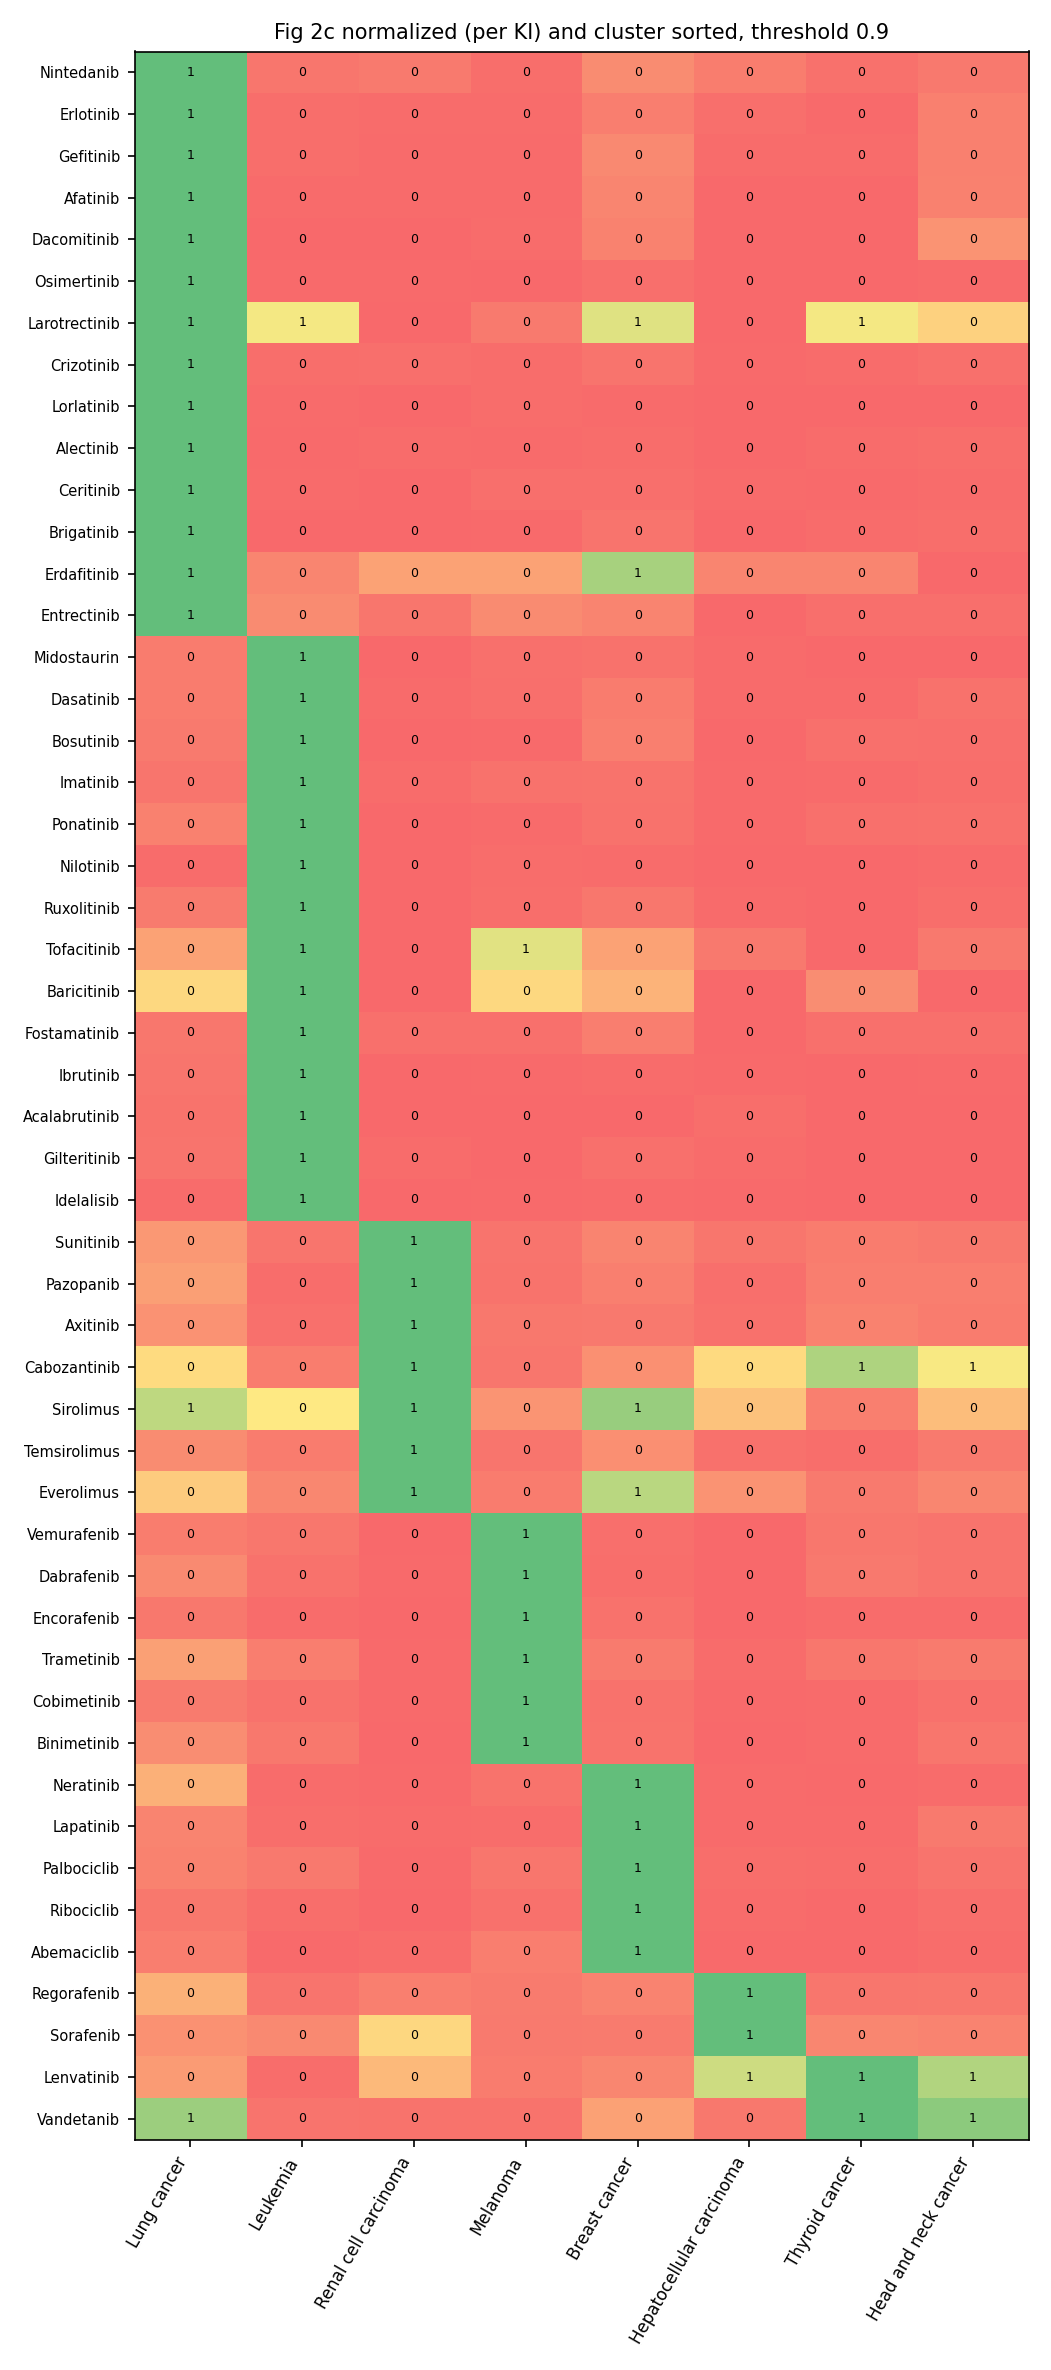 Fig 2c normalized (per KI) and cluster sorted, threshold 0.9
Nintedanib 1 0 0 0 0 0 0 0
Erlotinib 1 0 0 0 0 0 0 0
Gefitinib 1 0 0 0 0 0 0 0
Afatinib 1 0 0 0 0 0 0 0
Dacomitinib 1 0 0 0 0 0 0 0
Osimertinib 1 0 0 0 0 0 0 0
Larotrectinib 1 1 0 0 1 0 1 0
Crizotinib 1 0 0 0 0 0 0 0
Lorlatinib 1 0 0 0 0 0 0 0
Alectinib 1 0 0 0 0 0 0 0
Ceritinib 1 0 0 0 0 0 0 0
Brigatinib 1 0 0 0 0 0 0 0
Erdafitinib 1 0 0 0 1 0 0 0
Entrectinib 1 0 0 0 0 0 0 0
Midostaurin 0 1 0 0 0 0 0 0
Dasatinib 0 1 0 0 0 0 0 0
Bosutinib 0 1 0 0 0 0 0 0
Imatinib 0 1 0 0 0 0 0 0
Ponatinib 0 1 0 0 0 0 0 0
Nilotinib 0 1 0 0 0 0 0 0
Ruxolitinib 0 1 0 0 0 0 0 0
Tofacitinib 0 1 0 1 0 0 0 0
Baricitinib 0 1 0 0 0 0 0 0
Fostamatinib 0 1 0 0 0 0 0 0
Ibrutinib 0 1 0 0 0 0 0 0
Acalabrutinib 0 1 0 0 0 0 0 0
Gilteritinib 0 1 0 0 0 0 0 0
Idelalisib 0 1 0 0 0 0 0 0
Sunitinib 0 0 1 0 0 0 0 0
Pazopanib 0 0 1 0 0 0 0 0
Axitinib 0 0 1 0 0 0 0 0
Cabozantinib 0 0 1 0 0 0 1 1
Sirolimus 1 0 1 0 1 0 0 0
Temsirolimus 0 0 1 0 0 0 0 0
Everolimus 0 0 1 0 1 0 0 0
Vemurafenib 0 0 0 1 0 0 0 0
Dabrafenib 0 0 0 1 0 0 0 0
Encorafenib 0 0 0 1 0 0 0 0
Trametinib 0 0 0 1 0 0 0 0
Cobimetinib 0 0 0 1 0 0 0 0
Binimetinib 0 0 0 1 0 0 0 0
Neratinib 0 0 0 0 1 0 0 0
Lapatinib 0 0 0 0 1 0 0 0
Palbociclib 0 0 0 0 1 0 0 0
Ribociclib 0 0 0 0 1 0 0 0
Abemaciclib 0 0 0 0 1 0 0 0
Regorafenib 0 0 0 0 0 1 0 0
Sorafenib 0 0 0 0 0 1 0 0
Lenvatinib 0 0 0 0 0 1 1 1
Vandetanib 1 0 0 0 0 0 1 1
Lung cancer
Leukemia
Renal cell carcinoma
Melanoma
Breast cancer
Hepatocellular carcinoma
Thyroid cancer
Head and neck cancer